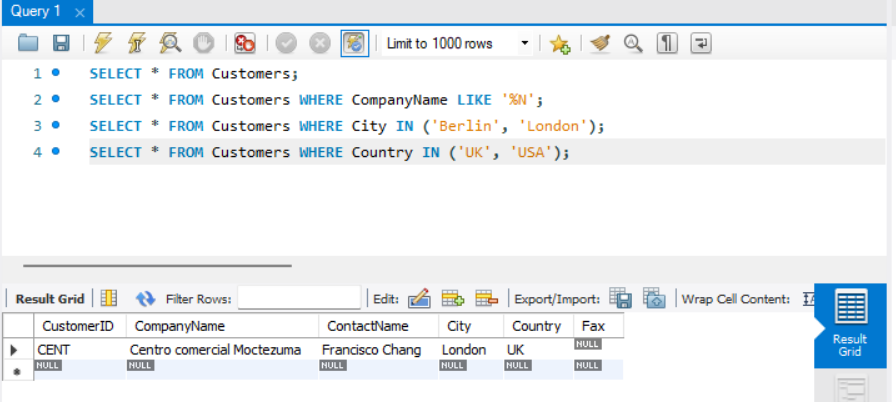 Query 1
Limit to 1000 rows
1 SELECT * FROM Customers;
2 SELECT * FROM Customers WHERE CompanyName LIKE '%N';
3 SELECT * FROM Customers WHERE City IN ('Berlin', 'London');
4 SELECT * FROM Customers WHERE Country IN ('UK', 'USA');
Result Grid Filter Rows: Edit: Export/Import: Wrap Cell Content:
CustomerID CompanyName ContactName City Country Fax
CENT Centro comercial Moctezuma Francisco Chang London UK NULL
NULL NULL NULL NULL NULL NULL
Result
Grid